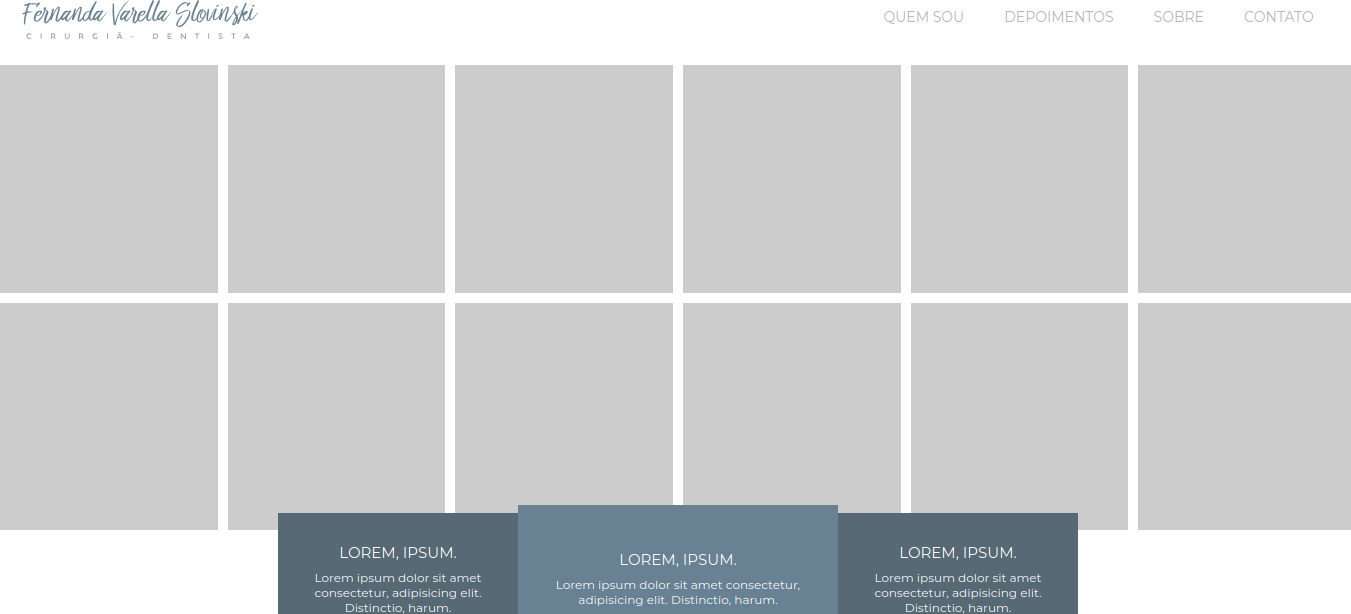 Fernanda Varella Slovinski
CIRURGIÃ- DENTISTA
QUEM SOU DEPOIMENTOS SOBRE CONTATO
LOREM, IPSUM.
Lorem ipsum dolor sit amet
consectetur, adipisicing elit.
Distinctio, harum.
LOREM, IPSUM.
Lorem ipsum dolor sit amet consectetur,
adipisicing elit. Distinctio, harum.
LOREM, IPSUM.
Lorem ipsum dolor sit amet
consectetur, adipisicing elit.
Distinctio, harum.